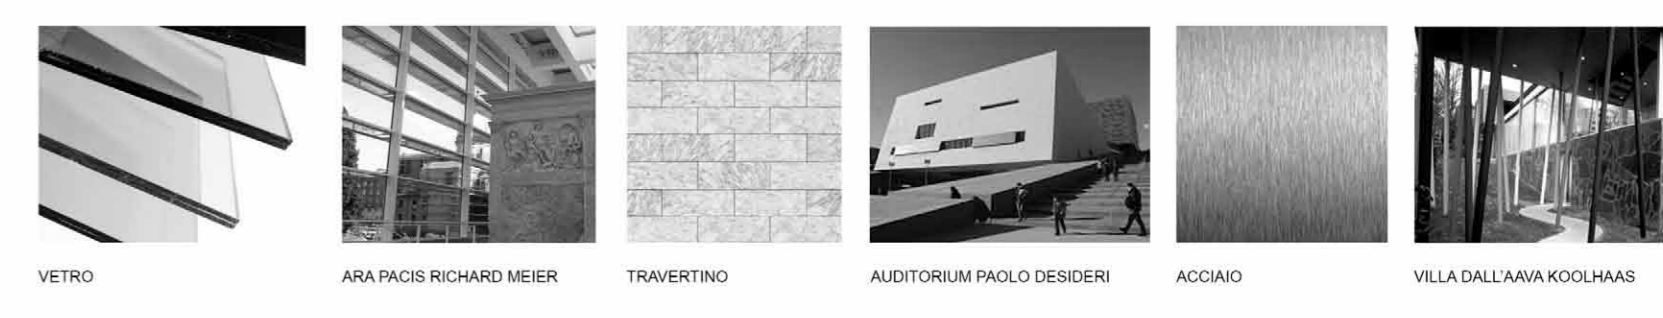 VETRO
ARA PACIS RICHARD MEIER
TRAVERTINO
AUDITORIUM PAOLO DESIDERI
ACCIAIO
VILLA DALL'AAVA KOOLHAAS